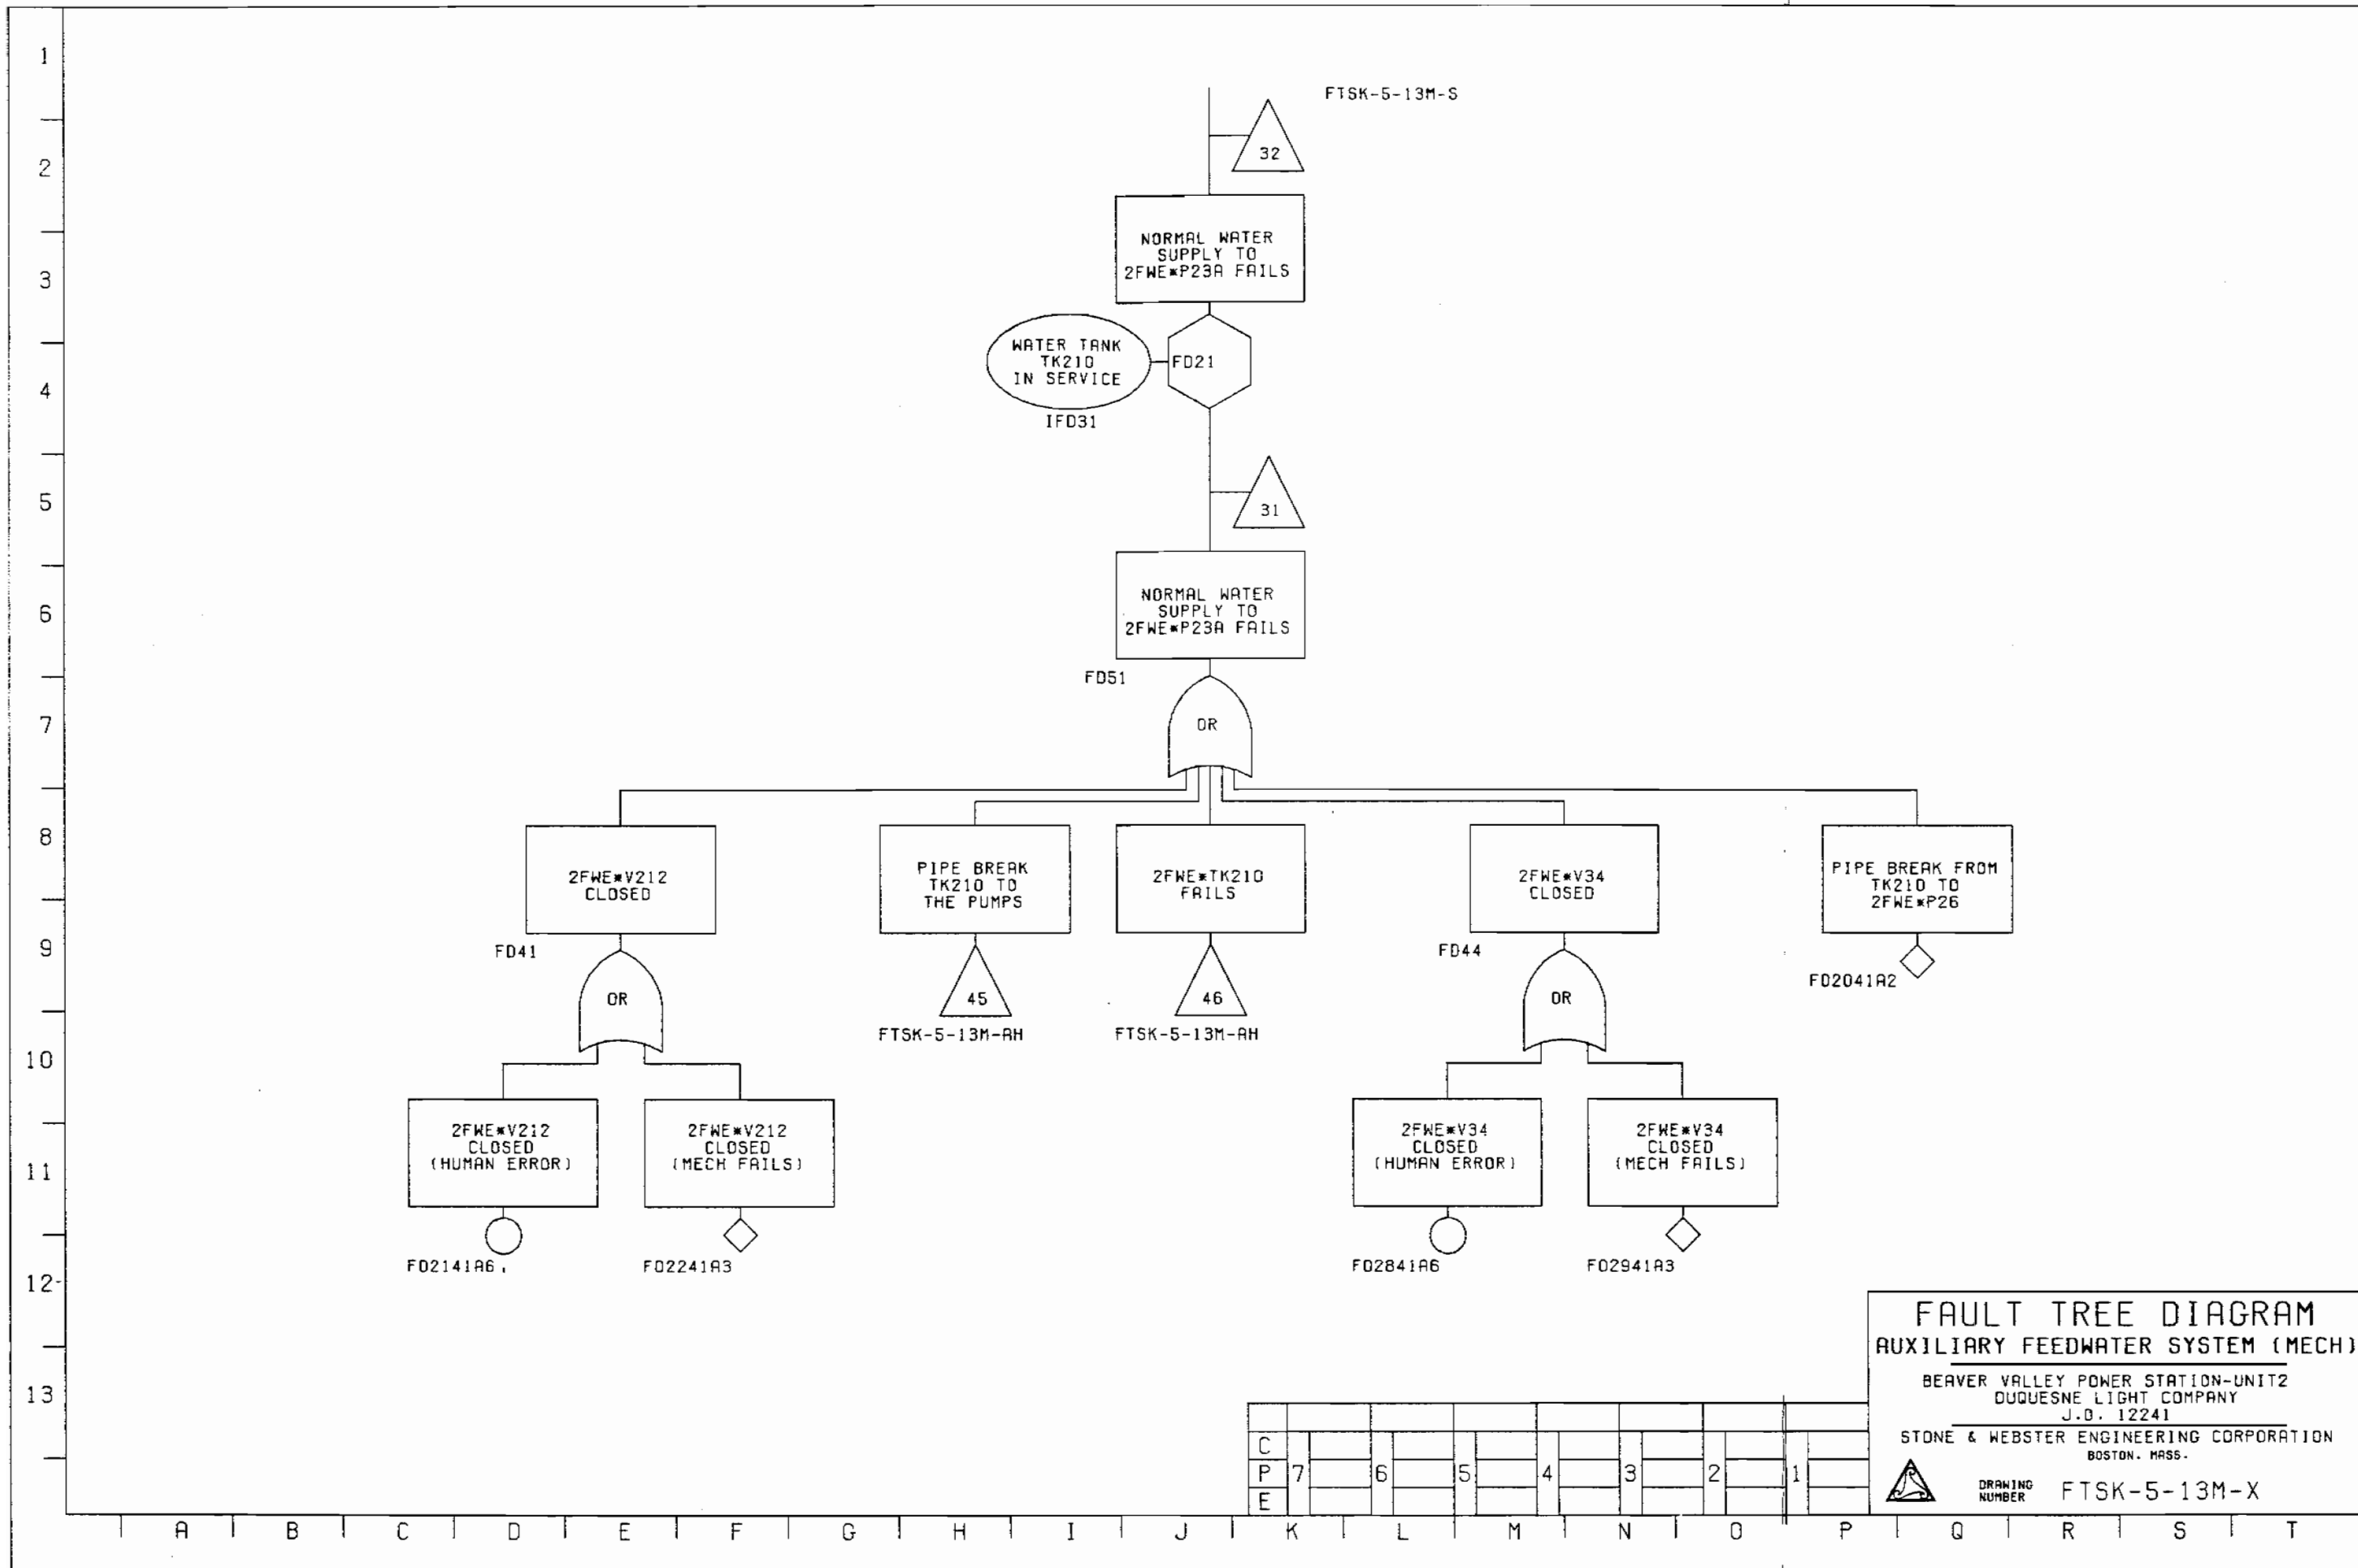 1
FTSK-5-13M-S
32
2
NORMAL WATER
SUPPLY TO
2FWE*P23A FAILS
3
WATER TANK
TK210
IN SERVICE
FD21
IFD31
4
31
5
NORMAL WATER
SUPPLY TO
2FWE*P23A FAILS
6
FD51
OR
7
8
2FWE*V212
CLOSED
PIPE BREAK
TK210 TO
THE PUMPS
2FWE*TK210
FAILS
2FWE*V34
CLOSED
PIPE BREAK FROM
TK210 TO
2FWE*P26
9
FD41
OR
45
FTSK-5-13M-AH
46
FTSK-5-13M-AH
FD44
OR
FD2041A2
10
2FWE*V212
CLOSED
(HUMAN ERROR)
2FWE*V212
CLOSED
(MECH FAILS)
2FWE*V34
CLOSED
(HUMAN ERROR)
2FWE*V34
CLOSED
(MECH FAILS)
11
FD2141A6
FD2241A3
FD2841A6
FD2941A3
12
13
FAULT TREE DIAGRAM
AUXILIARY FEEDWATER SYSTEM (MECH)
BEAVER VALLEY POWER STATION-UNIT2
DUQUESNE LIGHT COMPANY
J.O. 12241
STONE & WEBSTER ENGINEERING CORPORATION
BOSTON. MASS.
DRAWING
NUMBER
FTSK-5-13M-X
C
P 7 6 5 4 3 2 1
E
A B C D E F G H I J K L M N O P Q R S T